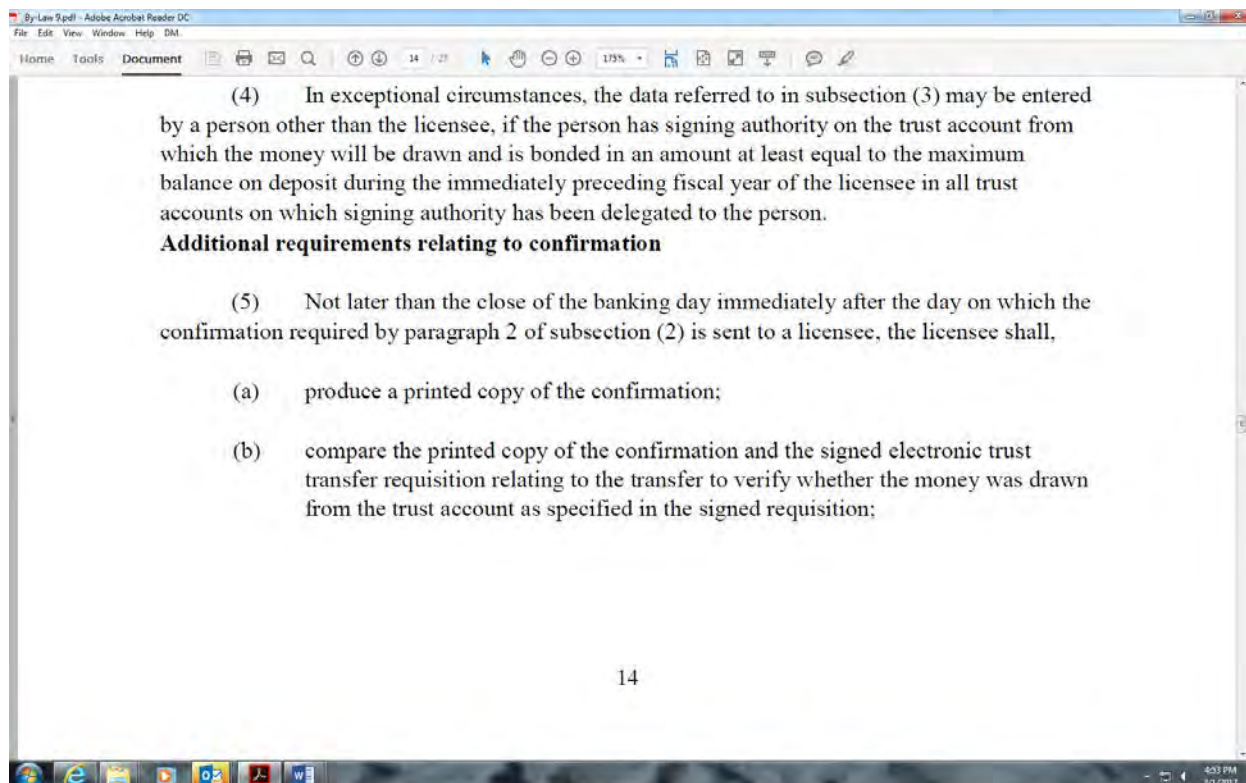 By-Law 9.pdf - Adobe Acrobat Reader DC
File Edit View Window Help DM
Home Tools Document 14 / 27 175%
(4) In exceptional circumstances, the data referred to in subsection (3) may be entered
by a person other than the licensee, if the person has signing authority on the trust account from
which the money will be drawn and is bonded in an amount at least equal to the maximum
balance on deposit during the immediately preceding fiscal year of the licensee in all trust
accounts on which signing authority has been delegated to the person.
Additional requirements relating to confirmation
(5) Not later than the close of the banking day immediately after the day on which the
confirmation required by paragraph 2 of subsection (2) is sent to a licensee, the licensee shall,
(a) produce a printed copy of the confirmation;
(b) compare the printed copy of the confirmation and the signed electronic trust
transfer requisition relating to the transfer to verify whether the money was drawn
from the trust account as specified in the signed requisition;
14
4:53 PM